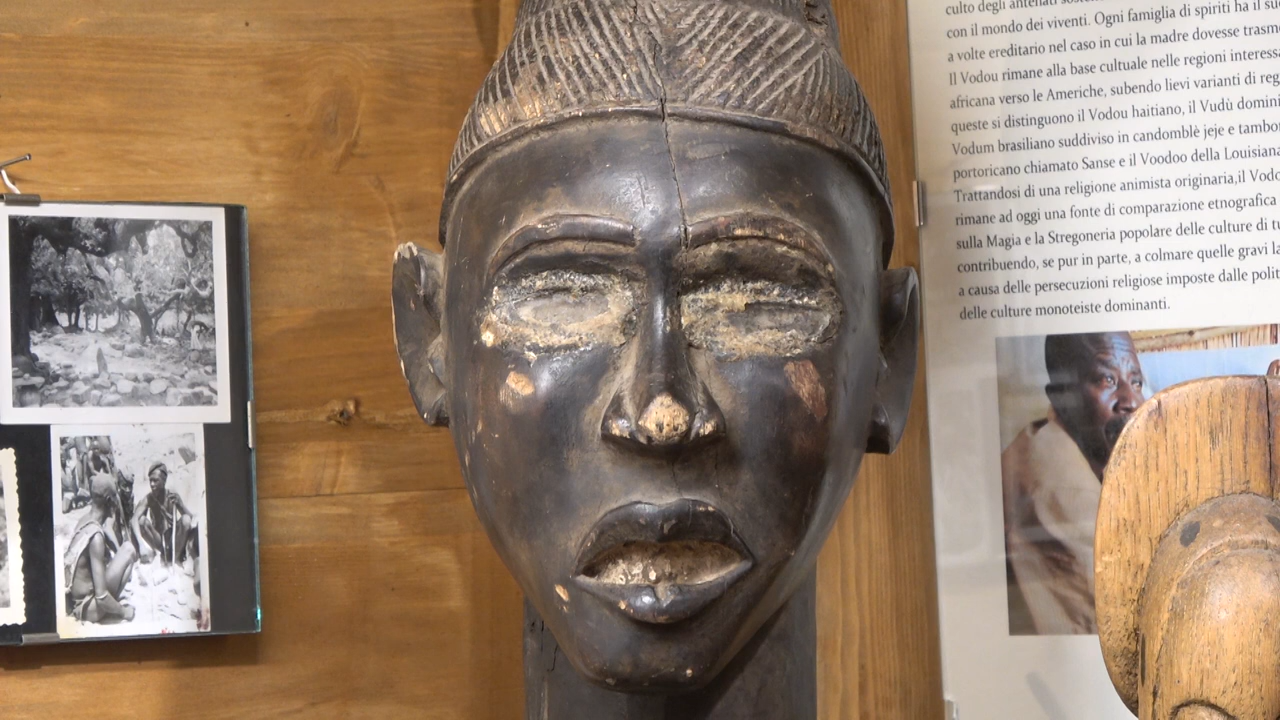 culto degli antenati
con il mondo dei viventi. Ogni famiglia di spiriti ha il
a volte ereditario nel caso in cui la madre dovesse
Il Vodou rimane alla base cultuale nelle regioni
africana verso le Americhe, subendo lievi varianti di
queste si distinguono il Vodou haitiano, il Vudù
Vodum brasiliano suddiviso in candomblè jeje e
portoricano chiamato Sanse e il Voodoo della Louisiana
Trattandosi di una religione animista originaria,il
rimane ad oggi una fonte di comparazione etnografica
sulla Magia e la Stregoneria popolare delle culture di
contribuendo, se pur in parte, a colmare quelle gravi
a causa delle persecuzioni religiose imposte dalle
delle culture monoteiste dominanti.